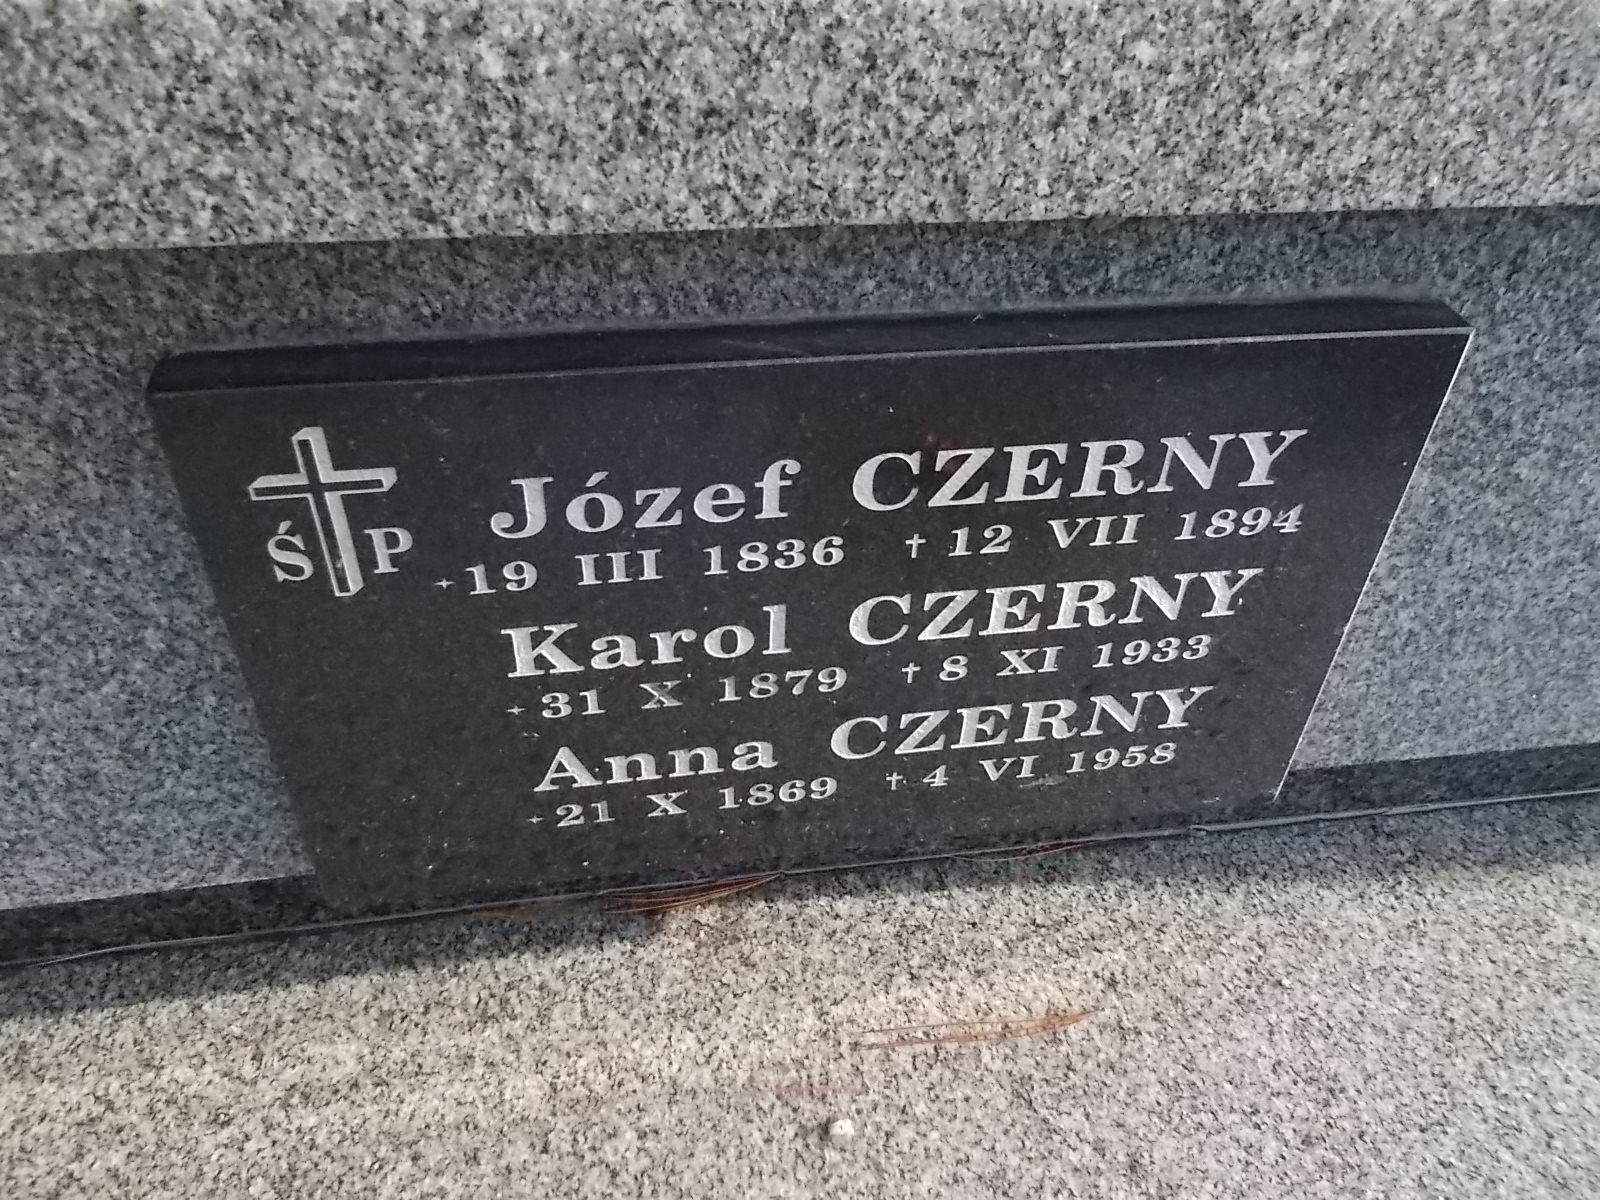 Ś P
Józef CZERNY
⋆19 III 1836 †12 VII 1894
Karol CZERNY
⋆31 X 1879 †8 XI 1933
Anna CZERNY
⋆21 X 1869 †4 VI 1958